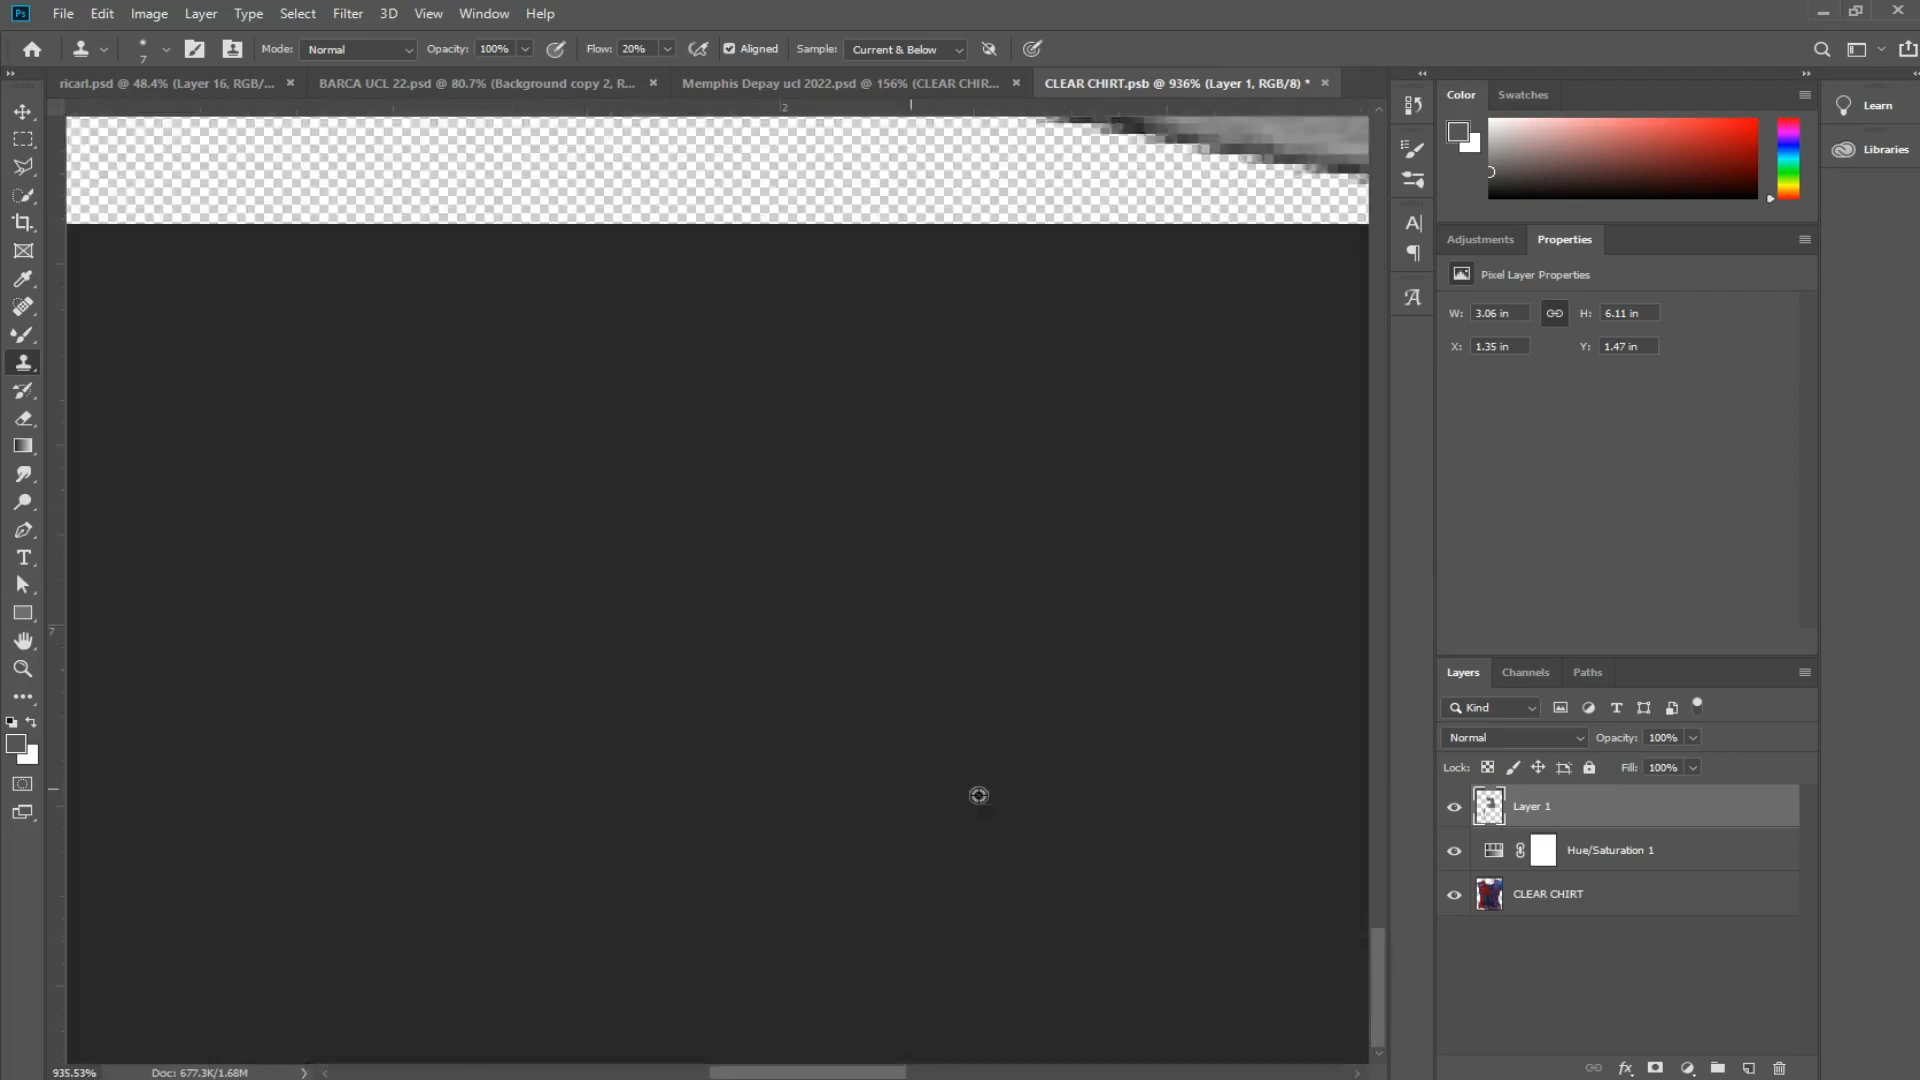 Ps File Edit Image Layer Type Select Filter 3D View Window Help
7 Mode: Normal Opacity: 100% Flow: 20% Aligned Sample: Current & Below
ricarl.psd @ 48.4% (Layer 16, RGB/... BARCA UCL 22.psd @ 80.7% (Background copy 2, R... Memphis Depay ucl 2022.psd @ 156% (CLEAR CHIR... CLEAR CHIRT.psb @ 936% (Layer 1, RGB/8) *
2
7
Color Swatches
Learn
Libraries
Adjustments Properties
Pixel Layer Properties
W: 3.06 in H: 6.11 in
X: 1.35 in Y: 1.47 in
Layers Channels Paths
Kind
Normal Opacity: 100%
Lock: Fill: 100%
Layer 1
Hue/Saturation 1
CLEAR CHIRT
935.53% Doc: 677.3K/1.68M